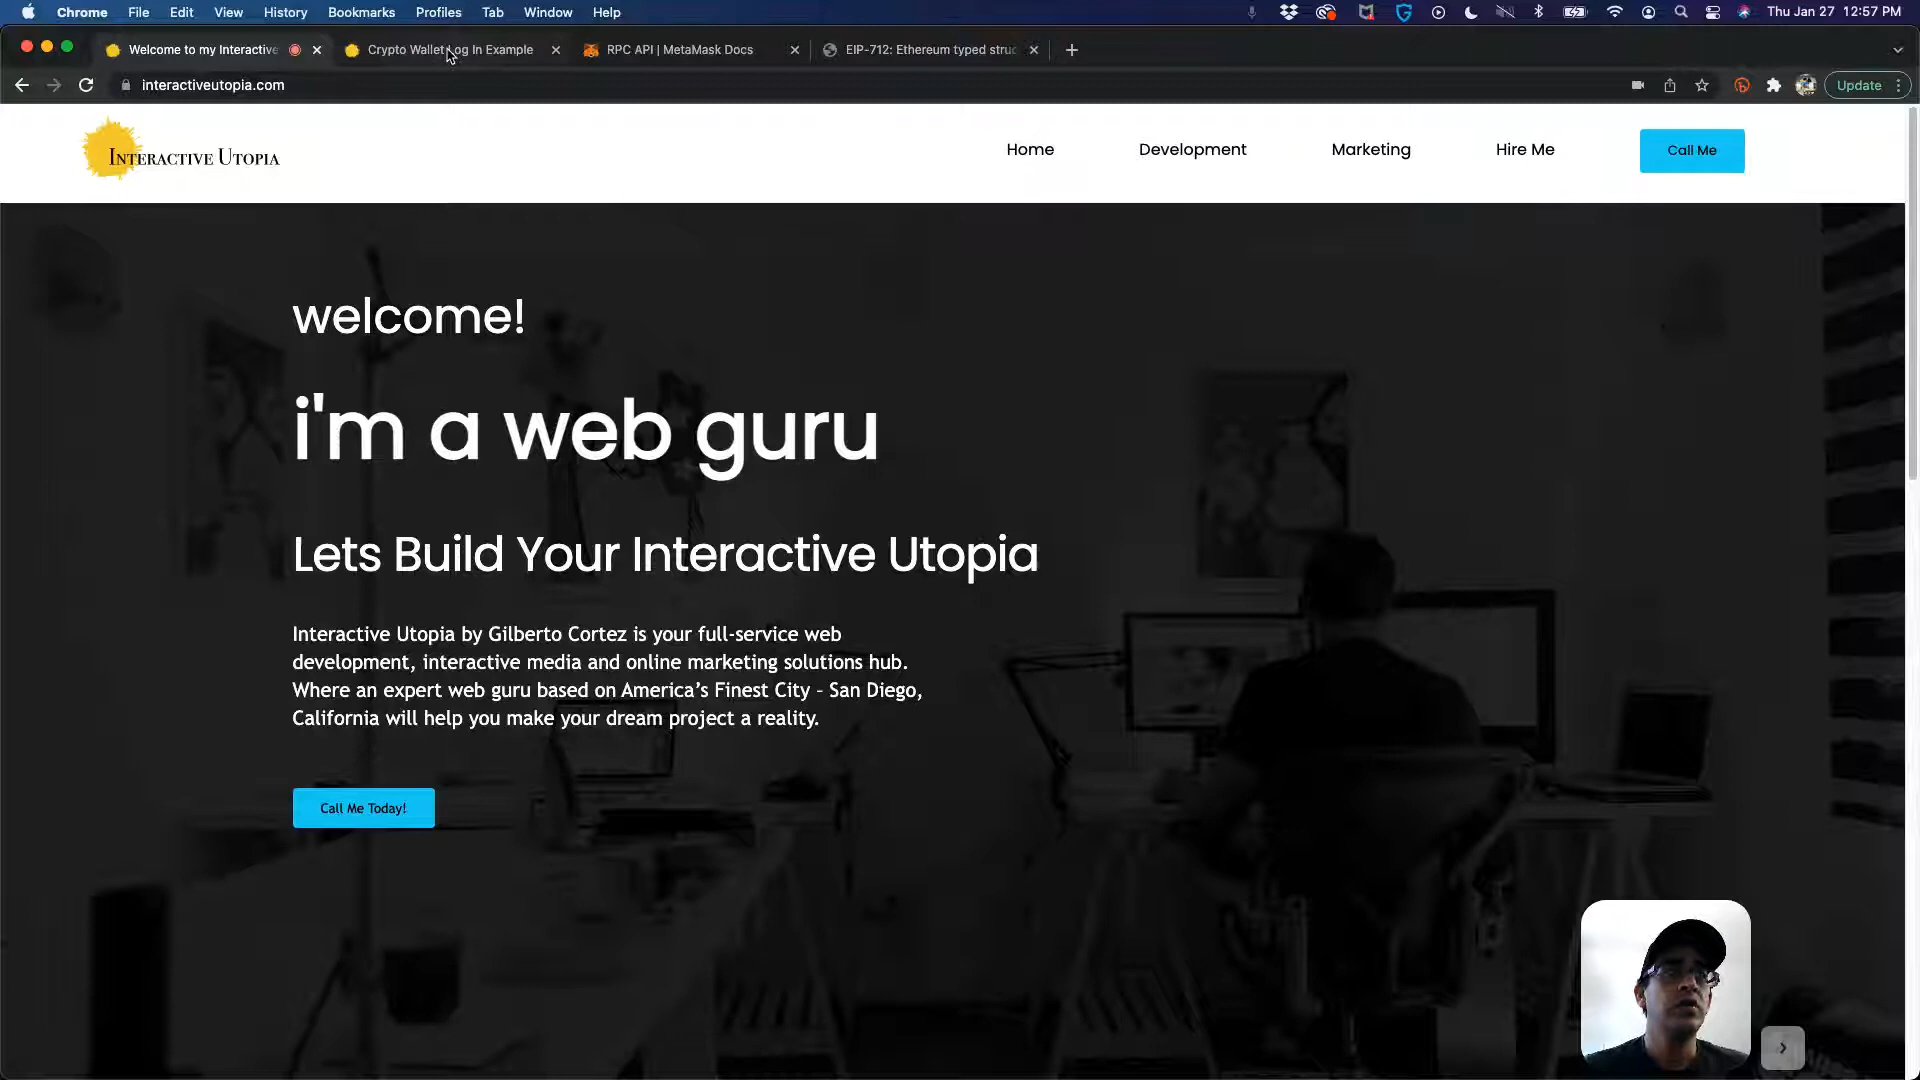 Chrome File Edit View History Bookmarks Profiles Tab Window Help Thu Jan 27 12:57 PM
Welcome to my Interactive Crypto Wallet Log In Example RPC API | MetaMask Docs EIP-712: Ethereum typed struc
interactiveutopia.com Update
Interactive Utopia Home Development Marketing Hire Me Call Me
welcome!
i'm a web guru
Lets Build Your Interactive Utopia
Interactive Utopia by Gilberto Cortez is your full-service web
development, interactive media and online marketing solutions hub.
Where an expert web guru based on America’s Finest City - San Diego,
California will help you make your dream project a reality.
Call Me Today!